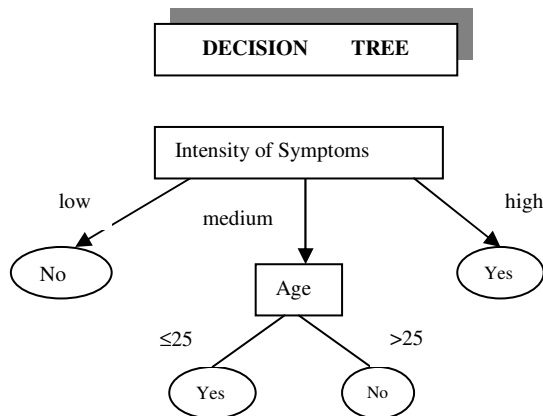 DECISION TREE
Intensity of Symptoms
low
medium
high
No
Age
Yes
≤25
>25
Yes
No